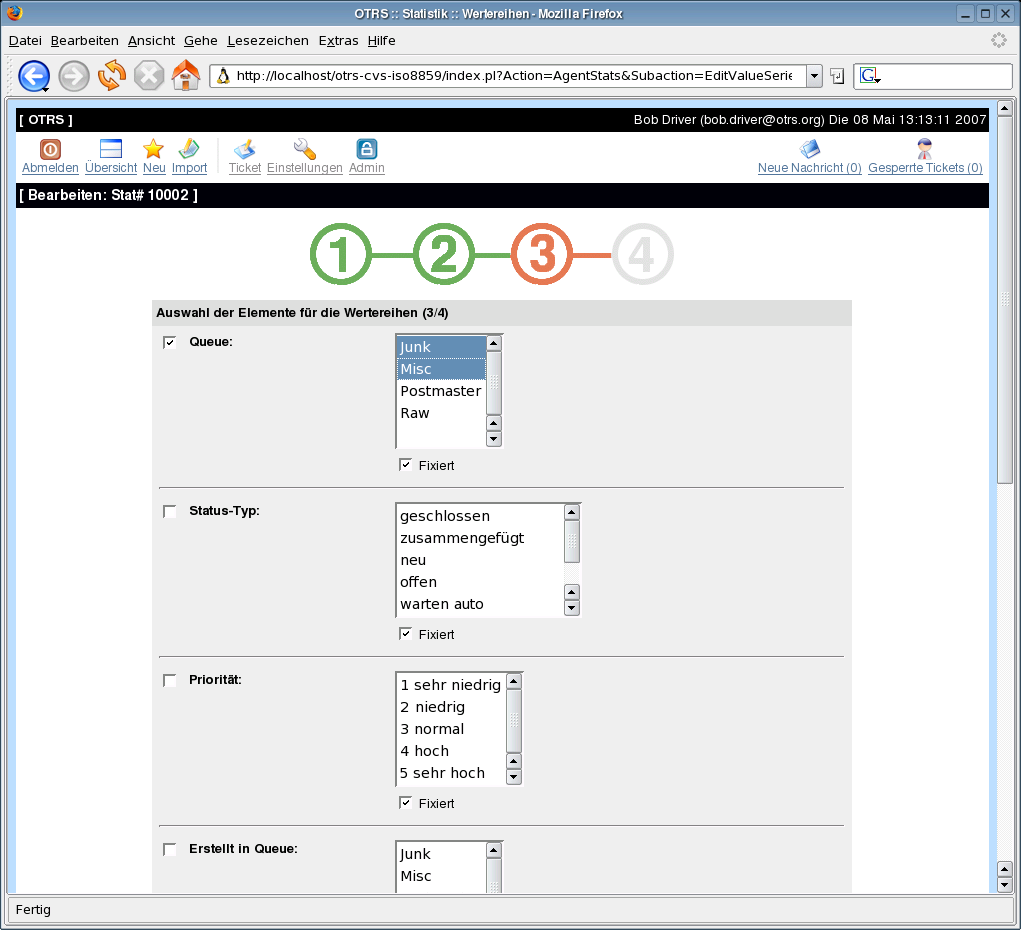 OTRS :: Statistik :: Wertereihen - Mozilla Firefox
Datei Bearbeiten Ansicht Gehe Lesezeichen Extras Hilfe
http://localhost/otrs-cvs-iso8859/index.pl?Action=AgentStats&Subaction=EditValueSerie
G
[ OTRS ] Bob Driver (bob.driver@otrs.org) Die 08 Mai 13:13:11 2007
Abmelden Übersicht Neu Import Ticket Einstellungen Admin Neue Nachricht (0) Gesperrte Tickets (0)
[ Bearbeiten: Stat# 10002 ]
1 2 3 4
Auswahl der Elemente für die Wertereihen (3/4)
Queue:
Junk
Misc
Postmaster
Raw
Fixiert
Status-Typ:
geschlossen
zusammengefügt
neu
offen
warten auto
Fixiert
Priorität:
1 sehr niedrig
2 niedrig
3 normal
4 hoch
5 sehr hoch
Fixiert
Erstellt in Queue:
Junk
Misc
Fertig